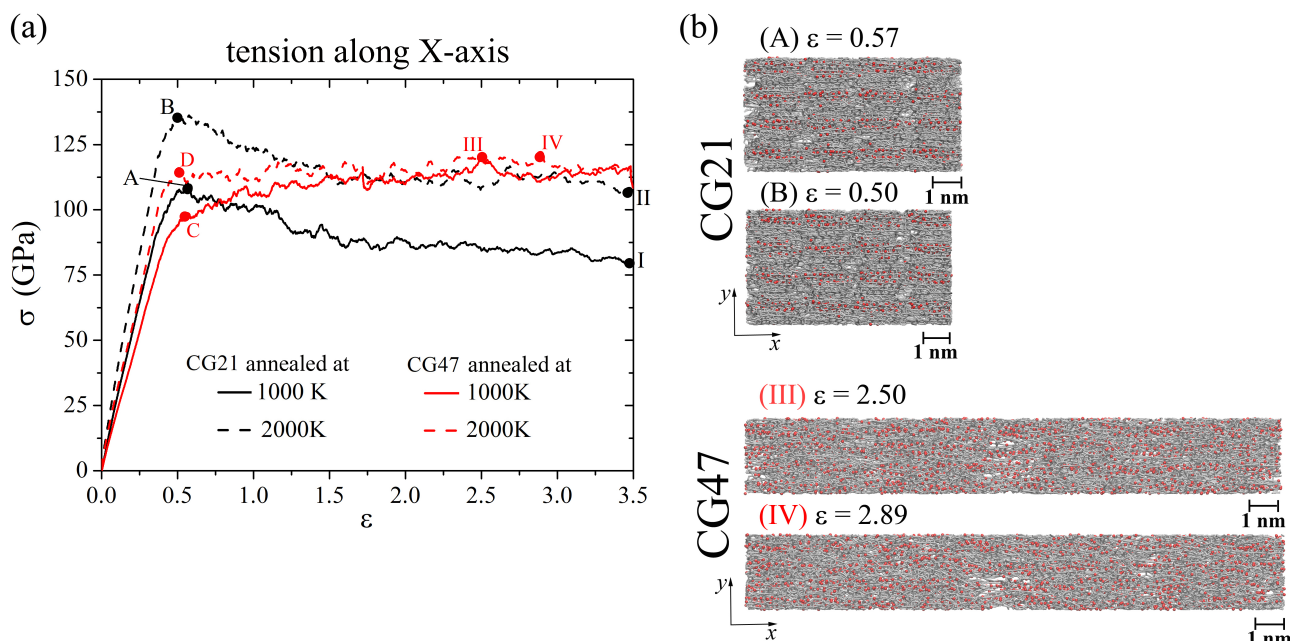 (a)
tension along X-axis
150
125
100
75
50
25
0
σ (GPa)
B
D
A
C
III
IV
II
I
CG21 annealed at
1000 K
2000K
CG47 annealed at
1000K
2000K
0.0 0.5 1.0 1.5 2.0 2.5 3.0 3.5
ε
(b)
CG21
(A) ε = 0.57
1 nm
(B) ε = 0.50
y
x
1 nm
CG47
(III) ε = 2.50
1 nm
(IV) ε = 2.89
y
x
1 nm